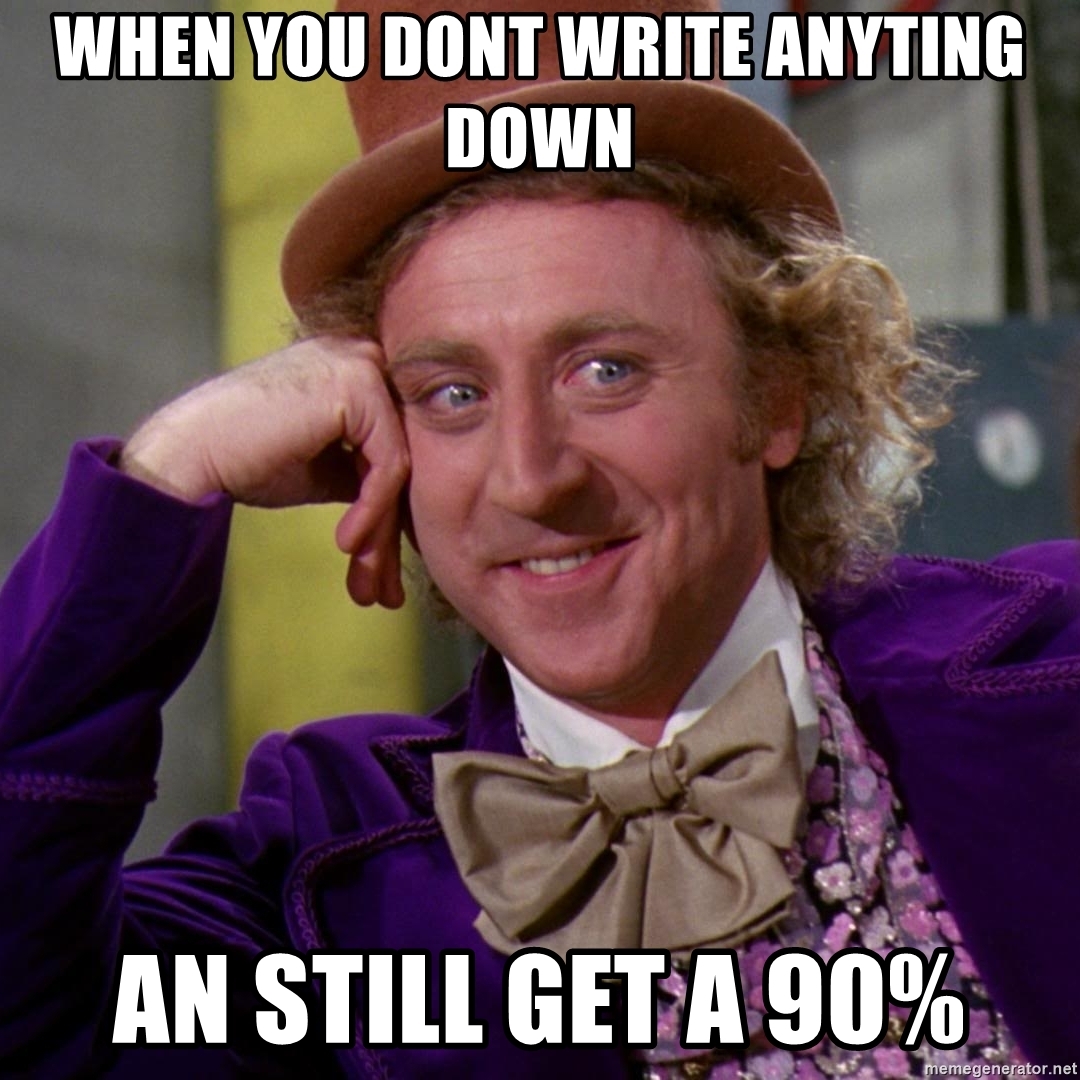 WHEN YOU DONT WRITE ANYTING
DOWN
AN STILL GET A 90%
memegenerator.net